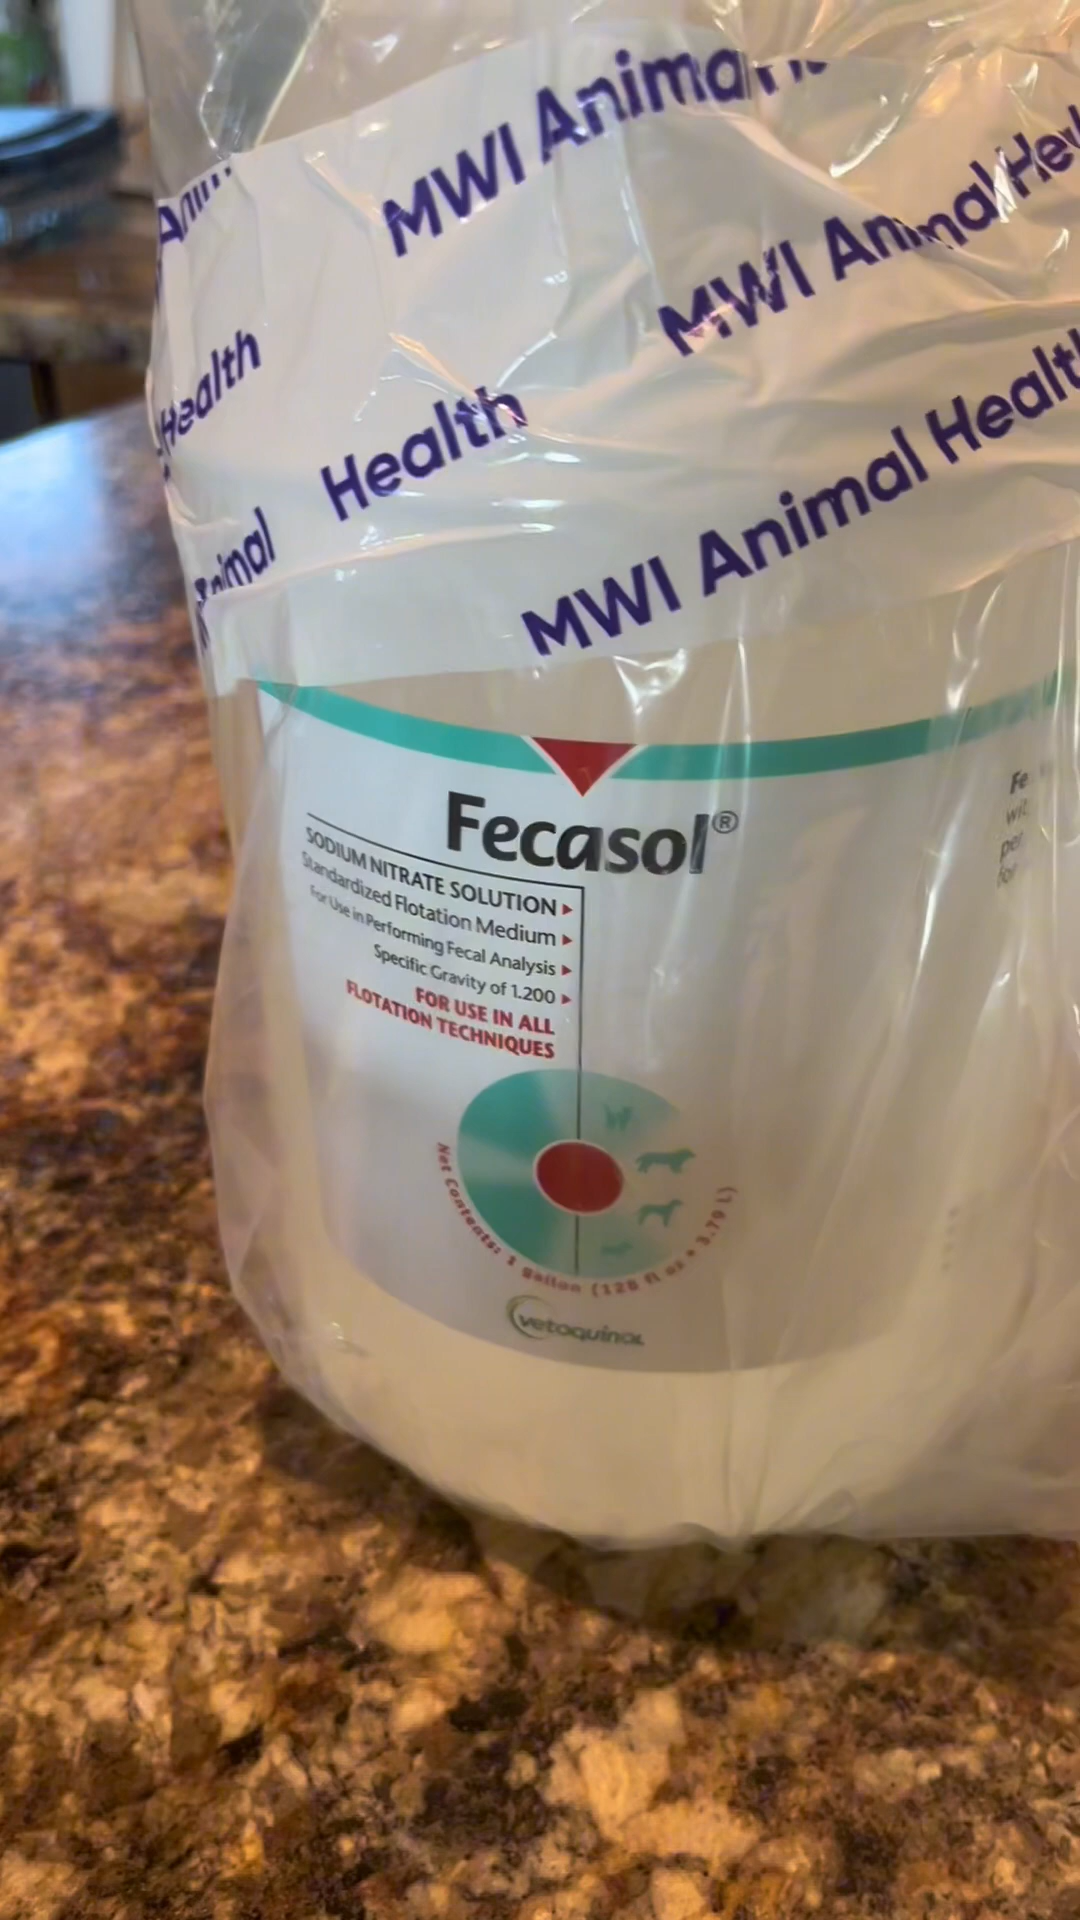 MWI Animal
MWI Animal
Health
Health
MWI Animal Health
Fecasol®
SODIUM NITRATE SOLUTION
Standardized Flotation Medium
For Use in Performing Fecal Analysis
Specific Gravity of 1.200
FOR USE IN ALL
FLOTATION TECHNIQUES
Net Contents: 1 gallon (128 fl oz • 3.79 L)
vetoquinol